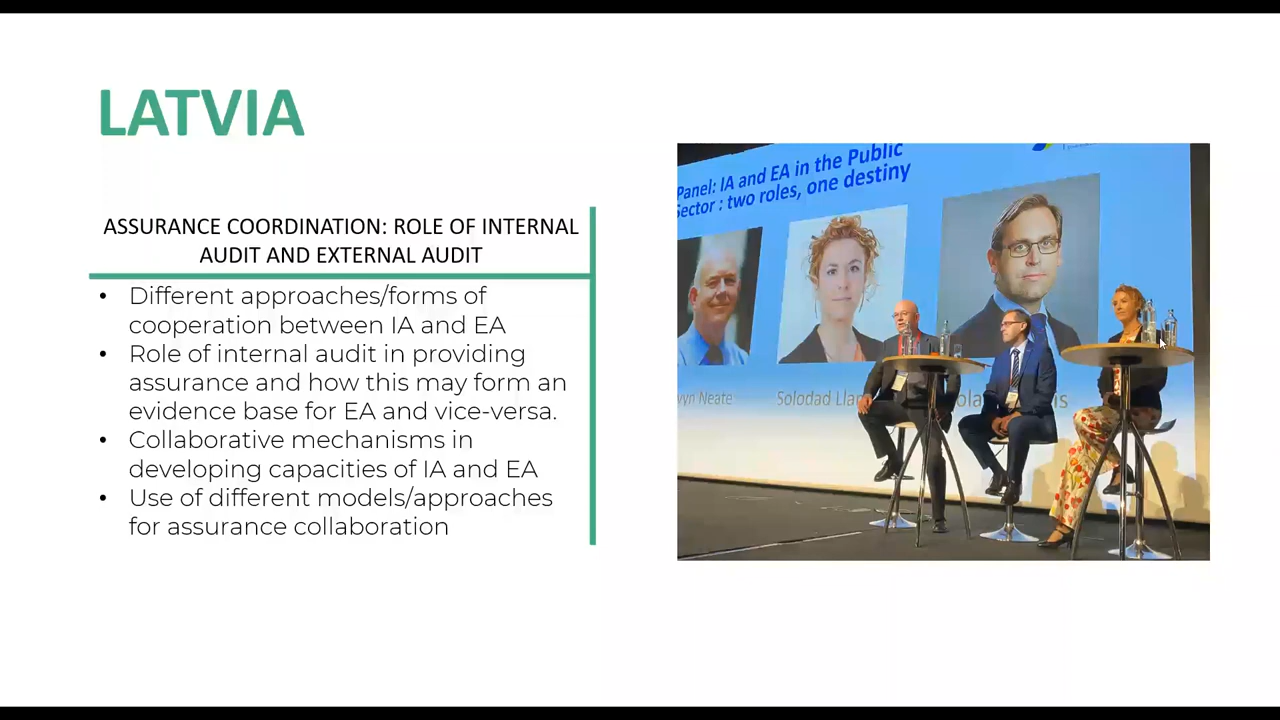 LATVIA
ASSURANCE COORDINATION: ROLE OF INTERNAL
AUDIT AND EXTERNAL AUDIT
• Different approaches/forms of
cooperation between IA and EA
• Role of internal audit in providing
assurance and how this may form an
evidence base for EA and vice-versa.
• Collaborative mechanisms in
developing capacities of IA and EA
• Use of different models/approaches
for assurance collaboration
Panel: IA and EA in the Public
Sector : two roles, one destiny
Neate
Solodad